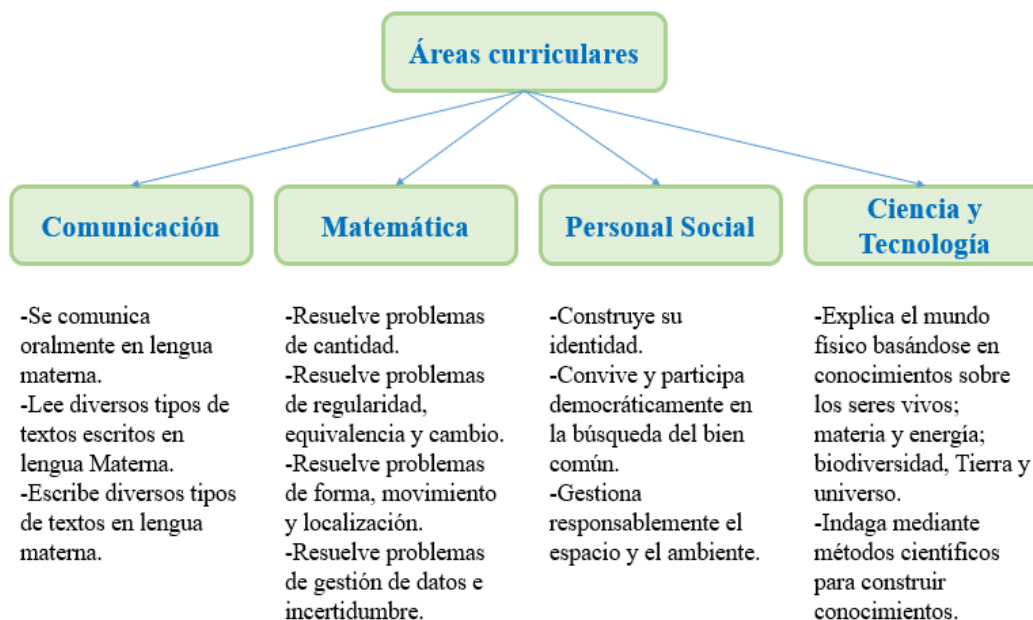 Áreas curriculares
Comunicación
Matemática
Personal Social
Ciencia y
Tecnología
-Se comunica
oralmente en lengua
materna.
-Lee diversos tipos de
textos escritos en
lengua Materna.
-Escribe diversos tipos
de textos en lengua
materna.
-Resuelve problemas
de cantidad.
-Resuelve problemas
de regularidad,
equivalencia y cambio.
-Resuelve problemas
de forma, movimiento
y localización.
-Resuelve problemas
de gestión de datos e
incertidumbre.
-Construye su
identidad.
-Convive y participa
democráticamente en
la búsqueda del bien
común.
-Gestiona
responsablemente el
espacio y el ambiente.
-Explica el mundo
físico basándose en
conocimientos sobre
los seres vivos;
materia y energía;
biodiversidad, Tierra y
universo.
-Indaga mediante
métodos científicos
para construir
conocimientos.